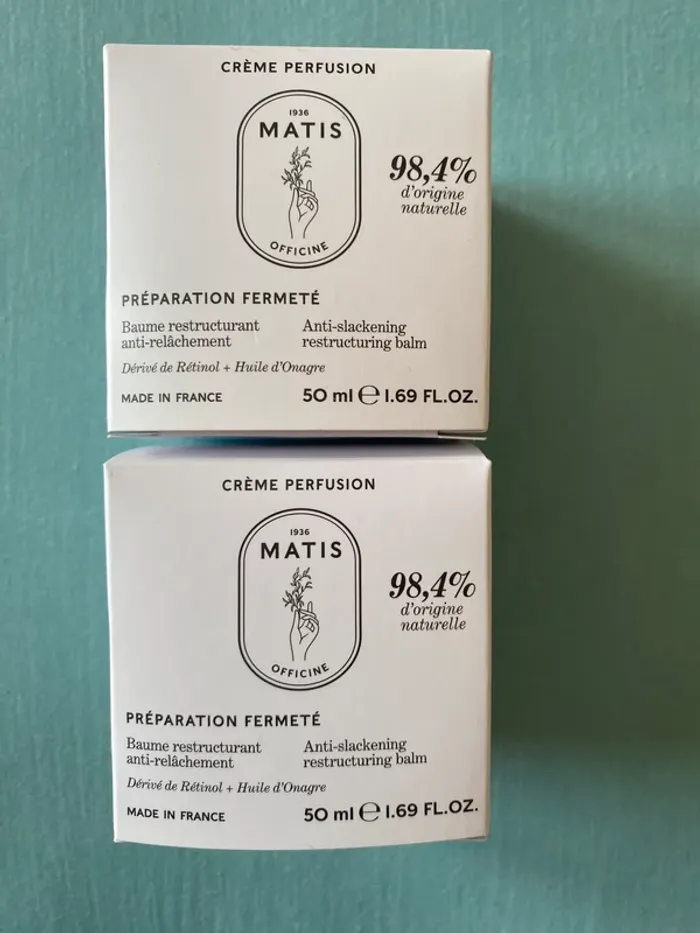 CRÈME PERFUSION
1936
MATIS
OFFICINE
98,4%
d'origine
naturelle
PRÉPARATION FERMETÉ
Baume restructurant
anti-relâchement
Anti-slackening
restructuring balm
Dérivé de Rétinol + Huile d'Onagre
MADE IN FRANCE
50 ml ℮ 1.69 FL.OZ.
CRÈME PERFUSION
1936
MATIS
OFFICINE
98,4%
d'origine
naturelle
PRÉPARATION FERMETÉ
Baume restructurant
anti-relâchement
Anti-slackening
restructuring balm
Dérivé de Rétinol + Huile d'Onagre
MADE IN FRANCE
50 ml ℮ 1.69 FL.OZ.